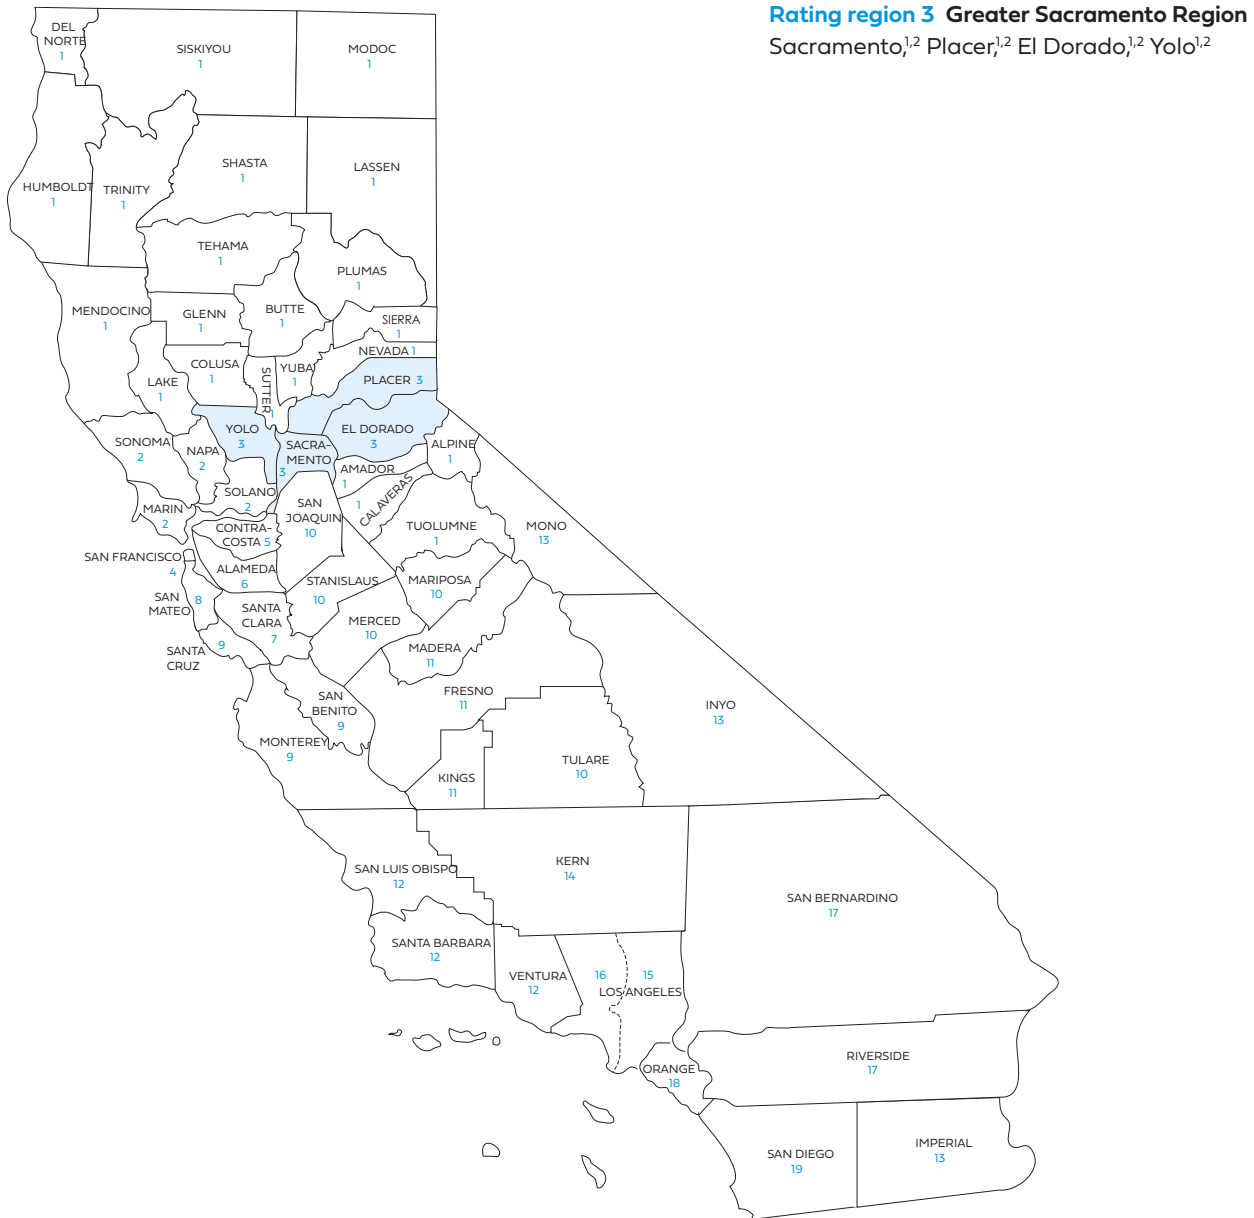 Rating region 3 Greater Sacramento Region
Sacramento,1,2 Placer,1,2 El Dorado,1,2 Yolo1,2
DEL
NORTE
1
SISKIYOU
1
MODOC
1
SHASTA
1
LASSEN
1
HUMBOLDT
1
TRINITY
1
TEHAMA
1
PLUMAS
1
MENDOCINO
1
GLENN
1
BUTTE
1
SIERRA
1
NEVADA 1
COLUSA
1
SUTTER
1
YUBA
1
PLACER 3
LAKE
1
YOLO
3
EL DORADO
3
SACRA-
MENTO
3
SONOMA
2
NAPA
2
ALPINE
1
AMADOR
1
SOLANO
2
CALAVERAS
1
MARIN
2
SAN
JOAQUIN
10
CONTRA-
COSTA 5
TUOLUMNE
1
MONO
13
SAN FRANCISCO
4
ALAMEDA
6
STANISLAUS
10
MARIPOSA
10
SAN
MATEO
8
SANTA
CLARA
7
MERCED
10
SANTA
CRUZ
9
MADERA
11
FRESNO
11
SAN
BENITO
9
INYO
13
MONTEREY
9
TULARE
10
KINGS
11
SAN LUIS OBISPO
12
KERN
14
SAN BERNARDINO
17
SANTA BARBARA
12
VENTURA
12
16
15
LOS ANGELES
RIVERSIDE
17
ORANGE
18
SAN DIEGO
19
IMPERIAL
13